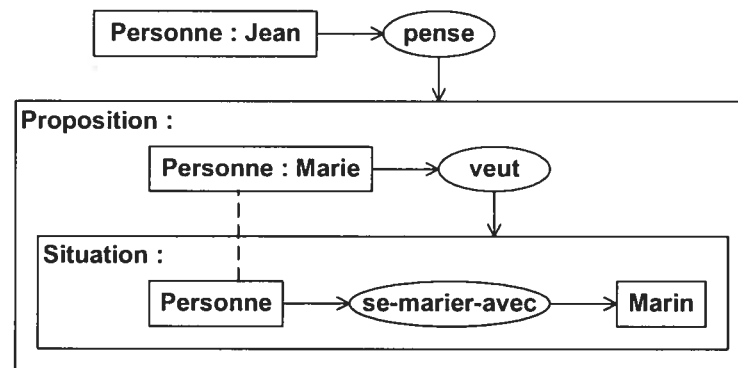 Personne : Jean pense
Proposition :
Personne : Marie veut
Situation :
Personne se-marier-avec Marin